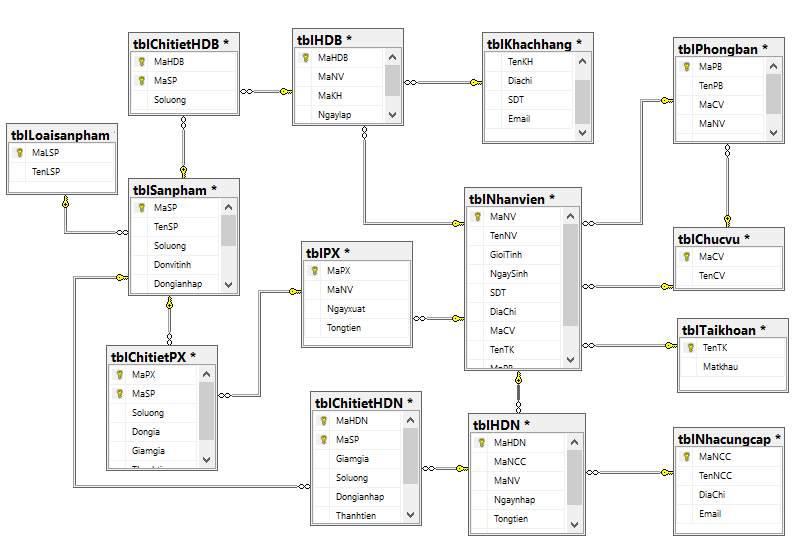 tblChitietHDB *
MaHDB
MaSP
Soluong
tblHDB *
MaHDB
MaNV
MaKH
Ngaylap
tblKhachhang *
TenKH
Diachi
SDT
Email
tblPhongban *
MaPB
TenPB
MaCV
MaNV
tblLoaisanpham
MaLSP
TenLSP
tblSanpham *
MaSP
TenSP
Soluong
Donvitinh
Dongianhap
tblNhanvien *
MaNV
TenNV
GioiTinh
NgaySinh
SDT
DiaChi
MaCV
TenTK
MaPB
tblChucvu *
MaCV
TenCV
tblPX *
MaPX
MaNV
Ngayxuat
Tongtien
tblTaikhoan *
TenTK
Matkhau
tblChitietPX *
MaPX
MaSP
Soluong
Dongia
Giamgia
Thanhtien
tblChitietHDN *
MaHDN
MaSP
Giamgia
Soluong
Dongianhap
Thanhtien
tblHDN *
MaHDN
MaNCC
MaNV
Ngaynhap
Tongtien
tblNhacungcap *
MaNCC
TenNCC
DiaChi
Email